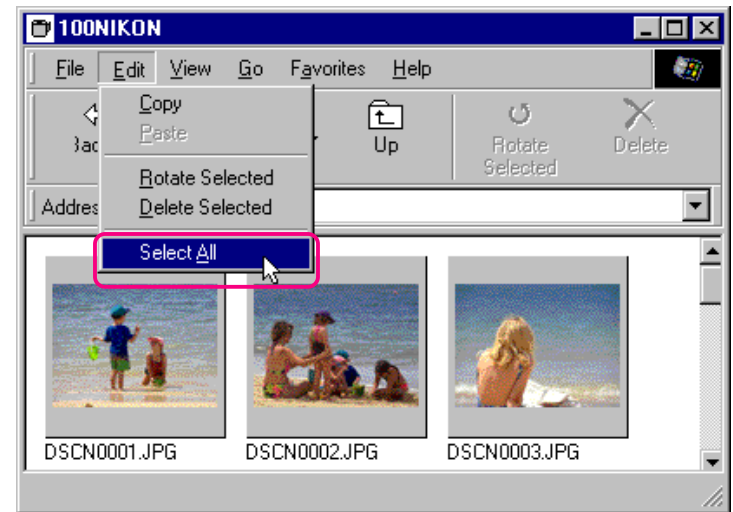 100NIKON
File Edit View Go Favorites Help
Up Rotate Selected Delete
Copy
Paste
Rotate Selected
Delete Selected
Select All
DSCN0001.JPG DSCN0002.JPG DSCN0003.JPG